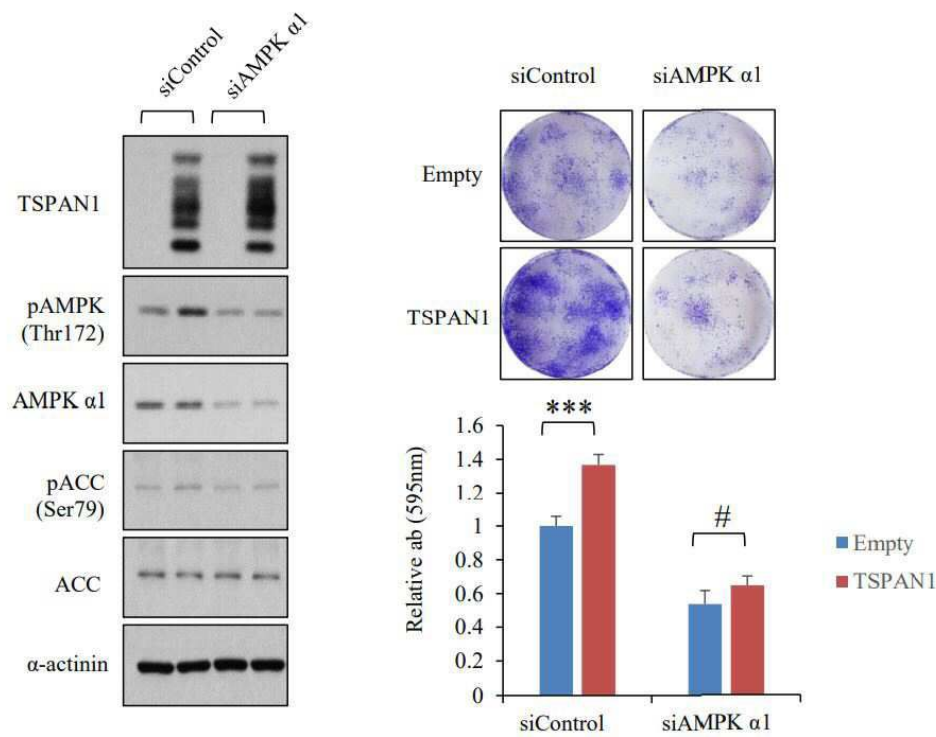 siControl
siAMPK α1
TSPAN1
pAMPK
(Thr172)
AMPK α1
pACC
(Ser79)
ACC
α-actinin
siControl
siAMPK α1
Empty
TSPAN1
Relative ab (595nm)
1.6
1.4
1.2
1
0.8
0.6
0.4
0.2
0
***
#
siControl
siAMPK α1
Empty
TSPAN1